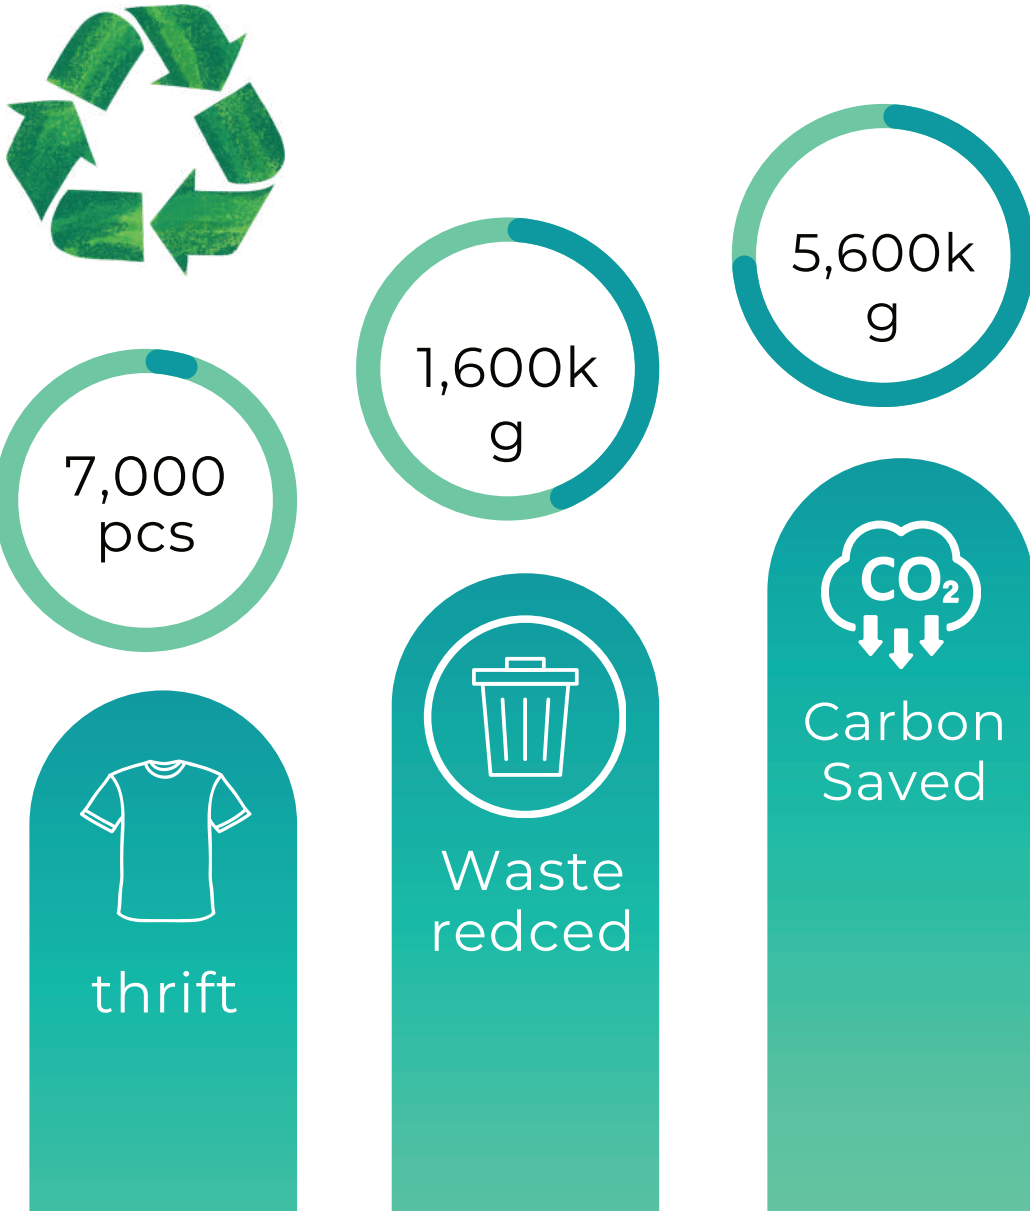 7,000
pcs
thrift
1,600k
g
Waste
redced
5,600k
g
CO₂
Carbon
Saved